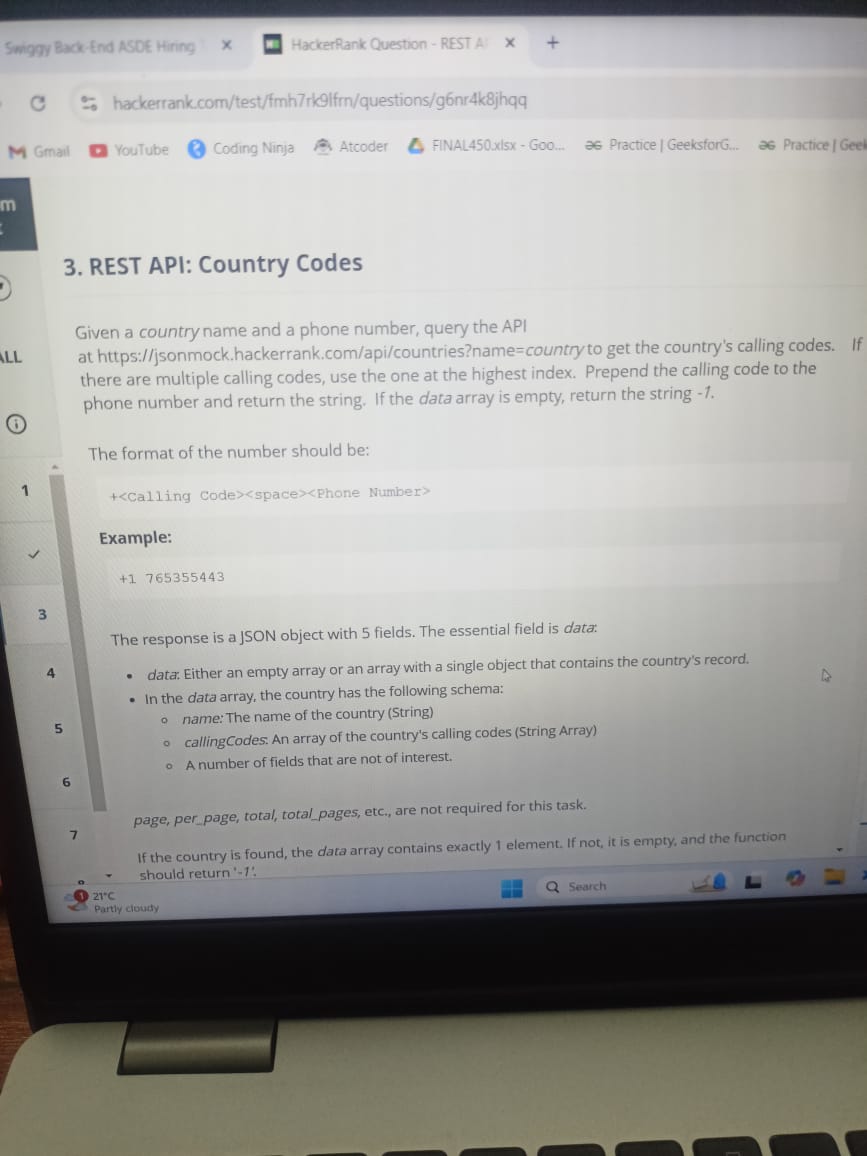 Swiggy Back-End ASDE Hiring
HackerRank Question - REST A
hackerrank.com/test/fmh7rk9lfrn/questions/g6nr4k8jhqq
Gmail YouTube Coding Ninja Atcoder FINAL450.xlsx - Goo... Practice | GeeksforG... Practice | Geek
m
3. REST API: Country Codes
Given a country name and a phone number, query the API
ALL
at https://jsonmock.hackerrank.com/api/countries?name=country to get the country's calling codes. If
there are multiple calling codes, use the one at the highest index. Prepend the calling code to the
phone number and return the string. If the data array is empty, return the string -1.
The format of the number should be:
1
+<Calling Code><space><Phone Number>
Example:
+1 765355443
3
The response is a JSON object with 5 fields. The essential field is data:
4
• data: Either an empty array or an array with a single object that contains the country's record.
• In the data array, the country has the following schema:
5
name: The name of the country (String)
callingCodes: An array of the country's calling codes (String Array)
6
A number of fields that are not of interest.
7
page, per_page, total, total_pages, etc., are not required for this task.
If the country is found, the data array contains exactly 1 element. If not, it is empty, and the function
should return '-1'.
1
21°C
Partly cloudy
Search